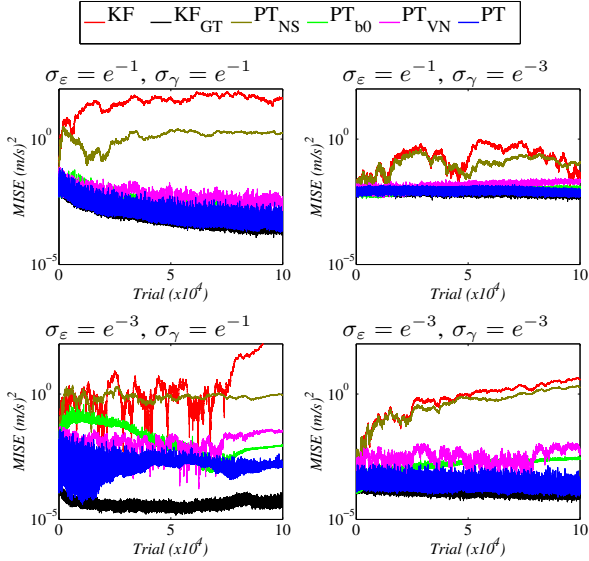 KF KF_GT PT_NS PT_b0 PT_VN PT
σ_ε = e^{-1}, σ_γ = e^{-1}
σ_ε = e^{-1}, σ_γ = e^{-3}
MISE (m/s)^2
10^0
10^{-5}
0 5 10
Trial (x10^4)
MISE (m/s)^2
10^0
10^{-5}
0 5 10
Trial (x10^4)
σ_ε = e^{-3}, σ_γ = e^{-1}
σ_ε = e^{-3}, σ_γ = e^{-3}
MISE (m/s)^2
10^0
10^{-5}
0 5 10
Trial (x10^4)
MISE (m/s)^2
10^0
10^{-5}
0 5 10
Trial (x10^4)